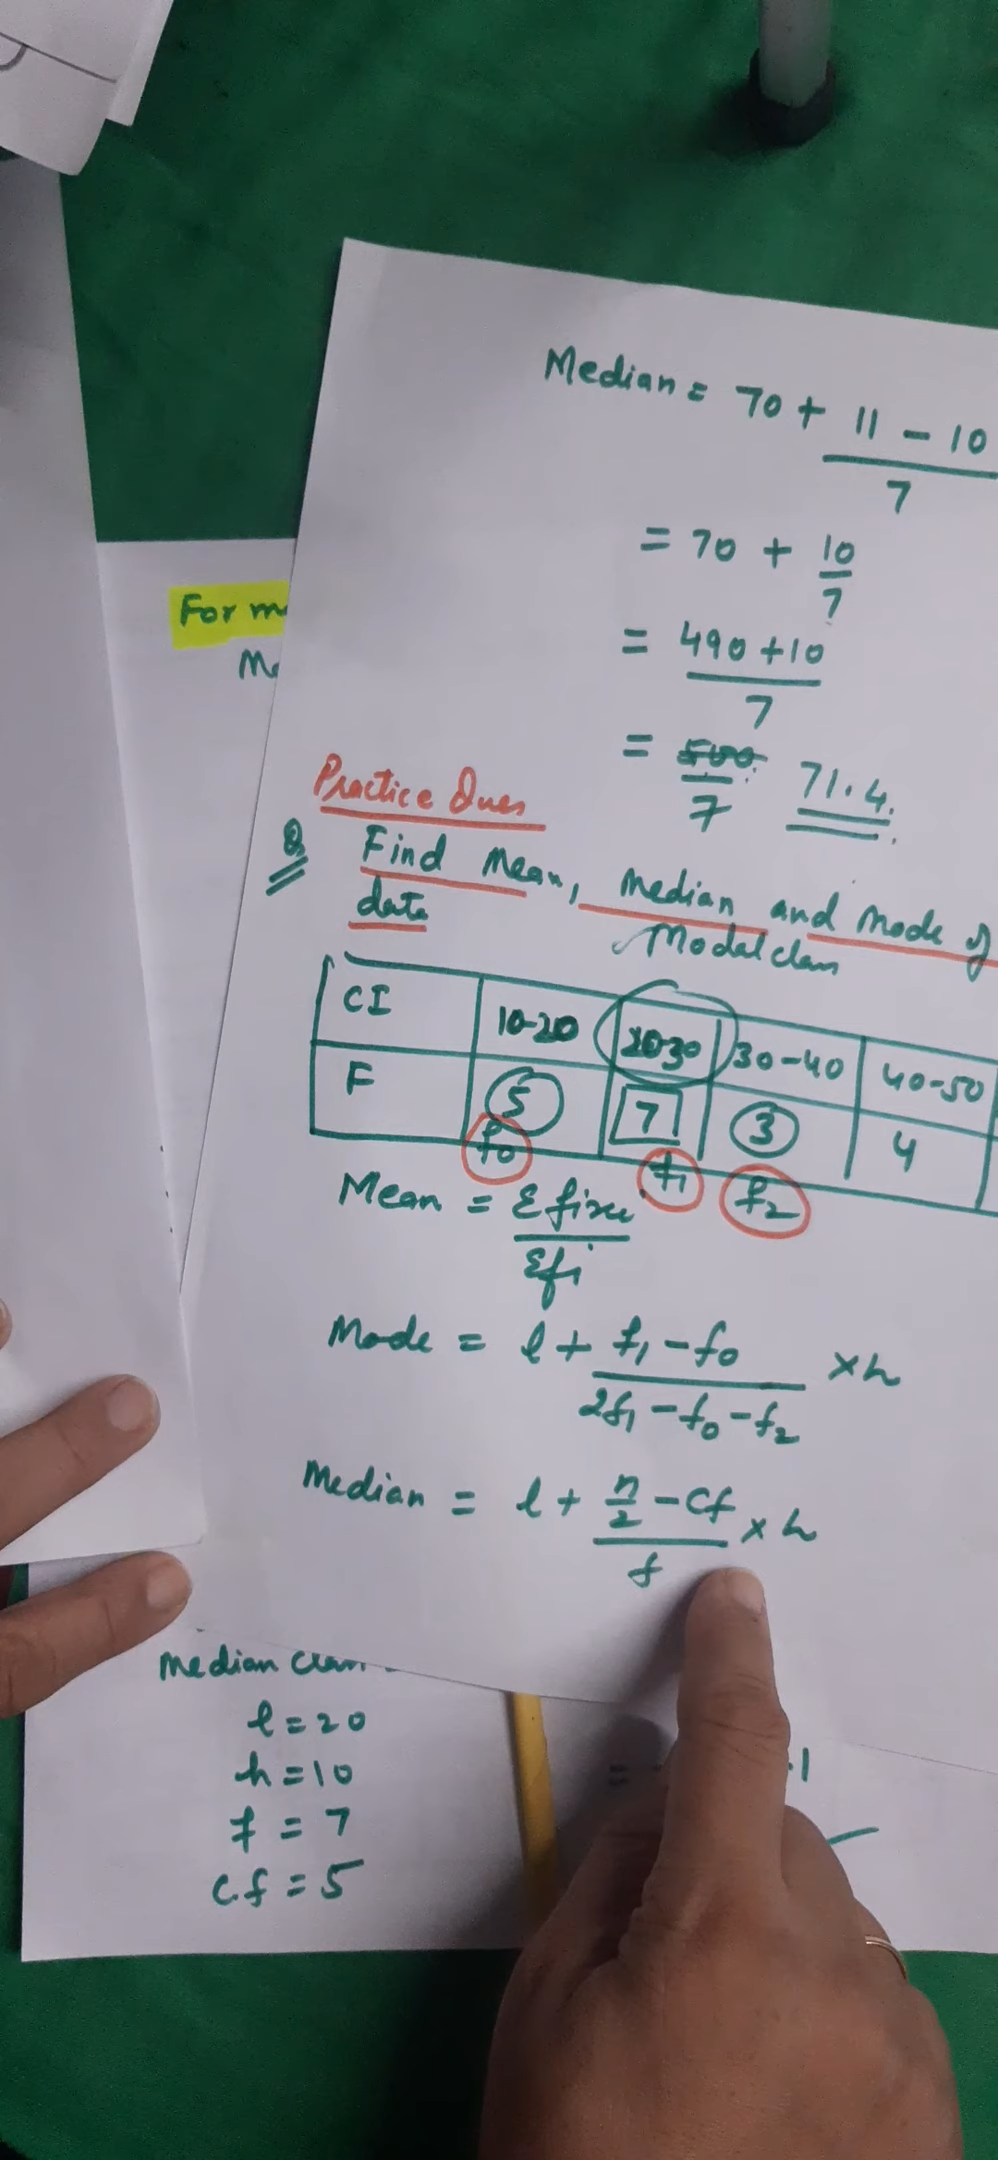 Median = 70 + 11 - 10
7
= 70 + 10/7
For
= 490 + 10
7
= 500/7 71.4
Practice Ques
Q Find Mean, Median and Mode of
data
Modal class
CI 10-20 20-30 30-40 40-50
F 5 7 3 4
f₀ f₁ f₂
Mean = Σfixi
Σfi
Mode = l + f₁ - f₀ × h
2f₁ - f₀ - f₂
Median = l + n/2 - cf × h
f
Median Class
l = 20
h = 10
f = 7
c.f = 5